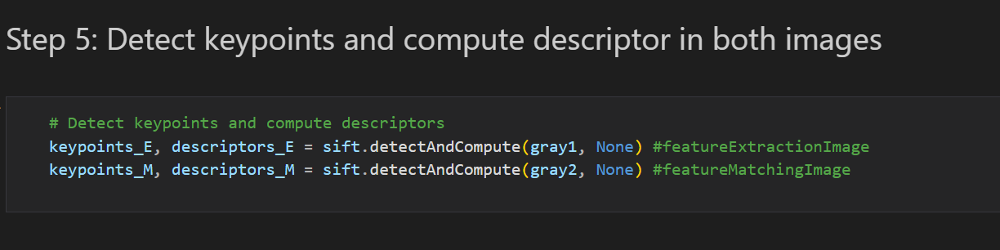 Step 5: Detect keypoints and compute descriptor in both images
# Detect keypoints and compute descriptors
keypoints_E, descriptors_E = sift.detectAndCompute(gray1, None) #featureExtractionImage
keypoints_M, descriptors_M = sift.detectAndCompute(gray2, None) #featureMatchingImage